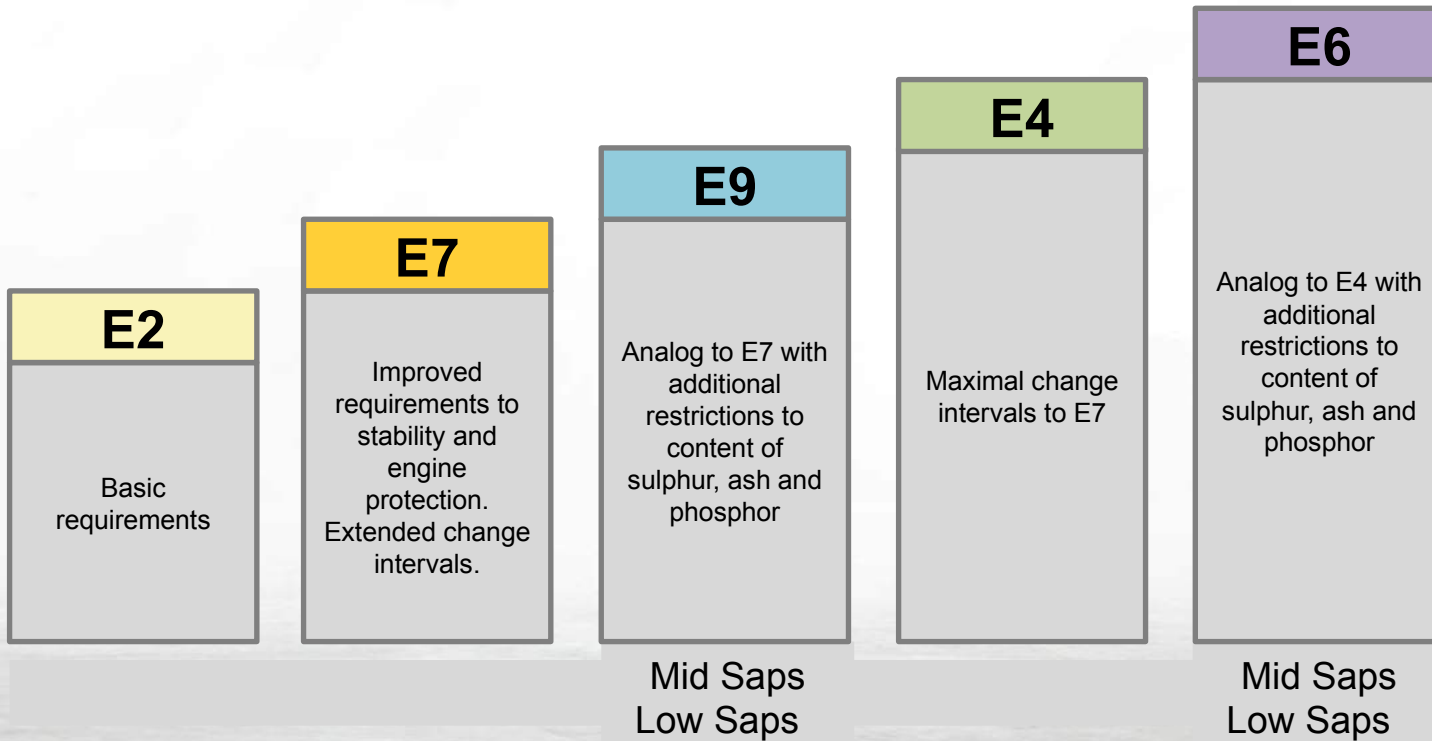 E2
Basic
requirements
E7
Improved
requirements to
stability and
engine
protection.
Extended change
intervals.
E9
Analog to E7 with
additional
restrictions to
content of
sulphur, ash and
phosphor
Mid Saps
Low Saps
E4
Maximal change
intervals to E7
E6
Analog to E4 with
additional
restrictions to
content of
sulphur, ash and
phosphor
Mid Saps
Low Saps